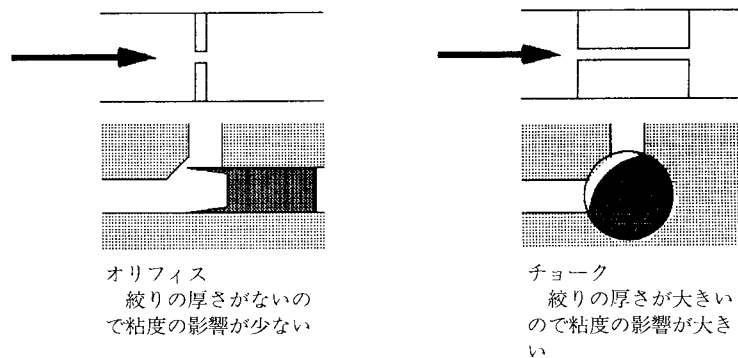 オリフィス
絞りの厚さがないの
で粘度の影響が少ない
チョーク
絞りの厚さが大きい
ので粘度の影響が大き
い